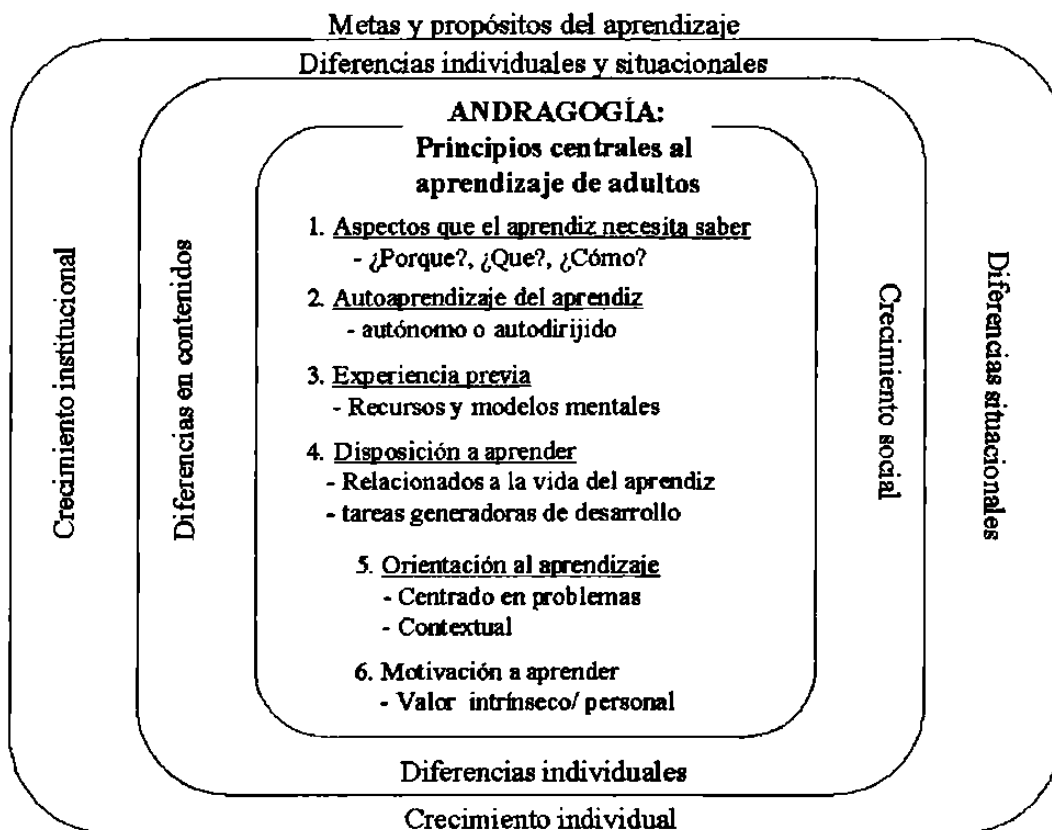 Metas y propósitos del aprendizaje
Diferencias individuales y situacionales
ANDRAGOGÍA:
Principios centrales al
aprendizaje de adultos
1. Aspectos que el aprendiz necesita saber
- ¿Porque?, ¿Que?, ¿Cómo?
2. Autoaprendizaje del aprendiz
- autónomo o autodirijido
3. Experiencia previa
- Recursos y modelos mentales
4. Disposición a aprender
- Relacionados a la vida del aprendiz
- tareas generadoras de desarrollo
5. Orientación al aprendizaje
- Centrado en problemas
- Contextual
6. Motivación a aprender
- Valor intrínseco/ personal
Crecimiento institucional
Diferencias en contenidos
Crecimiento social
Diferencias situacionales
Diferencias individuales
Crecimiento individual